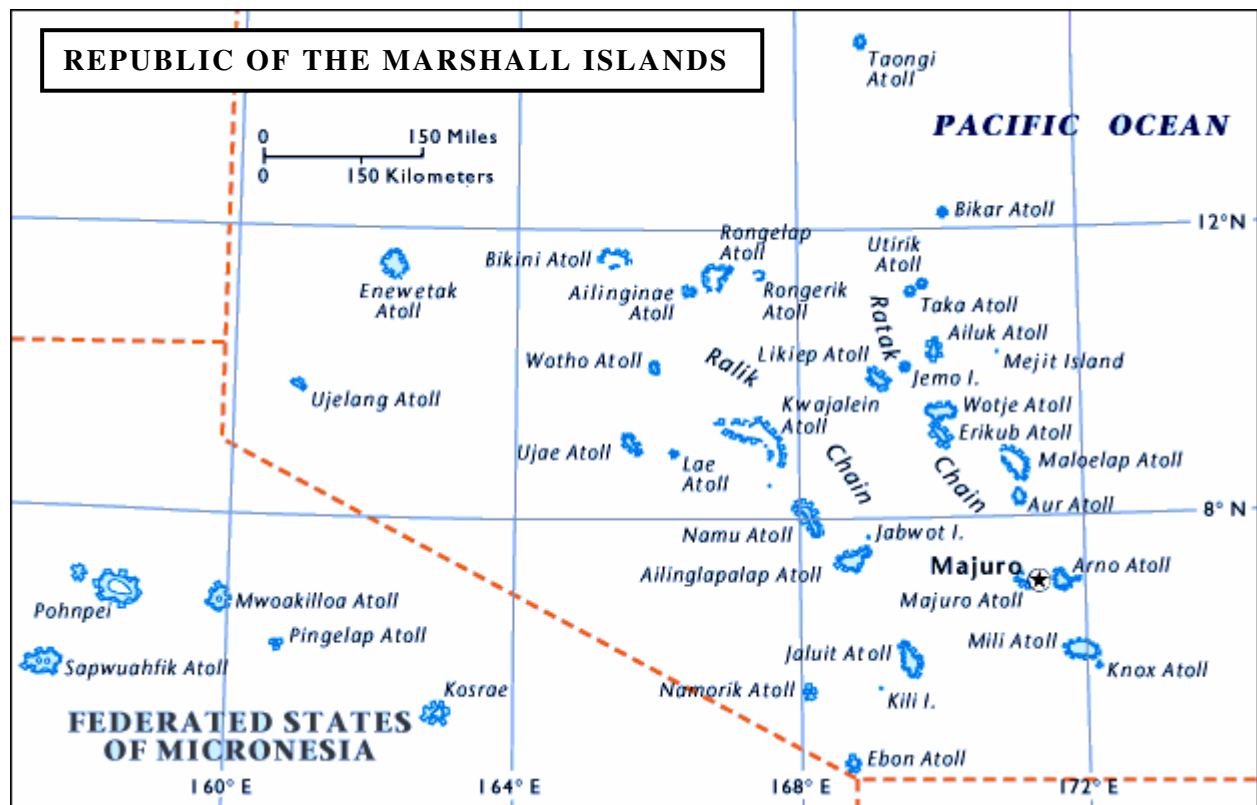 REPUBLIC OF THE MARSHALL ISLANDS
Taongi
Atoll
PACIFIC OCEAN
0 150 Miles
0 150 Kilometers
Bikar Atoll
12° N
Rongelap
Atoll
Utirik
Atoll
Bikini Atoll
Enewetak
Atoll
Ailinginae
Atoll
Rongerik
Atoll
Taka Atoll
Ratak
Ailuk Atoll
Likiep Atoll
Mejit Island
Wotho Atoll
Ralik
Jemo I.
Ujelang Atoll
Kwajalein
Atoll
Wotje Atoll
Erikub Atoll
Ujae Atoll
Lae
Atoll
Maloelap Atoll
Chain
Chain
Aur Atoll
8° N
Namu Atoll
Jabwot I.
Ailinglapalap Atoll
Majuro
Arno Atoll
Majuro Atoll
Pohnpei
Mwoakilloa Atoll
Pingelap Atoll
Sapwuahfik Atoll
Jaluit Atoll
Mili Atoll
Knox Atoll
Kosrae
Namorik Atoll
Kili I.
FEDERATED STATES
OF MICRONESIA
Ebon Atoll
160° E
164° E
168° E
172° E